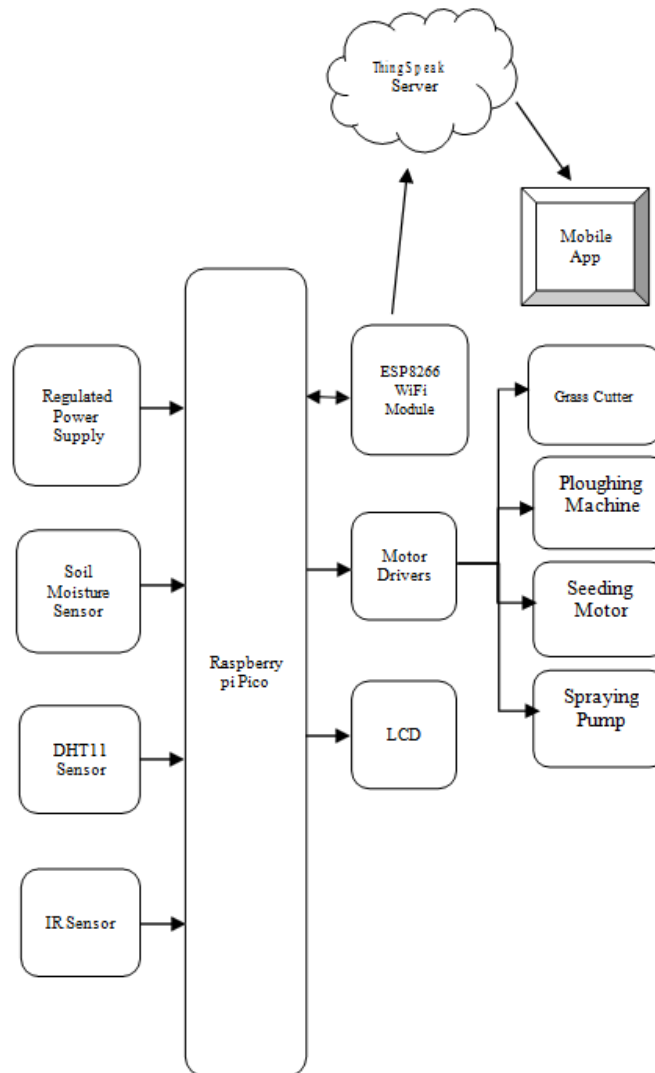 ThingSpeak
Server
Mobile
App
ESP8266
WiFi
Module
Regulated
Power
Supply
Grass Cutter
Ploughing
Machine
Soil
Moisture
Sensor
Motor
Drivers
Seeding
Motor
Raspberry
pi Pico
Spraying
Pump
LCD
DHT11
Sensor
IR Sensor